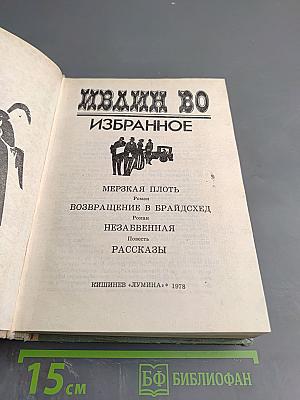 ИВЛИН ВО
ИЗБРАННОЕ
МЕРЗКАЯ ПЛОТЬ
Роман
ВОЗВРАЩЕНИЕ В БРАЙДСХЕД
Роман
НЕЗАБВЕННАЯ
Повесть
РАССКАЗЫ
КИШИНЕВ «ЛУМИНА» * 1978
15 см
БФ БИБЛИОФАН